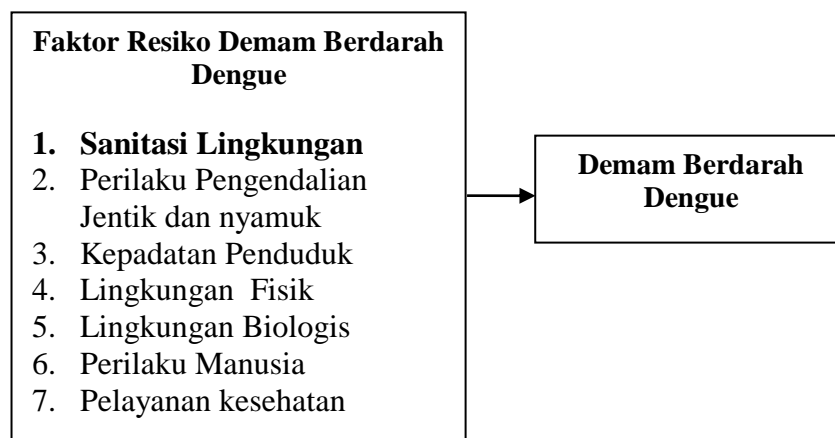 Faktor Resiko Demam Berdarah
Dengue
1. Sanitasi Lingkungan
2. Perilaku Pengendalian
Jentik dan nyamuk
3. Kepadatan Penduduk
4. Lingkungan Fisik
5. Lingkungan Biologis
6. Perilaku Manusia
7. Pelayanan kesehatan
Demam Berdarah
Dengue